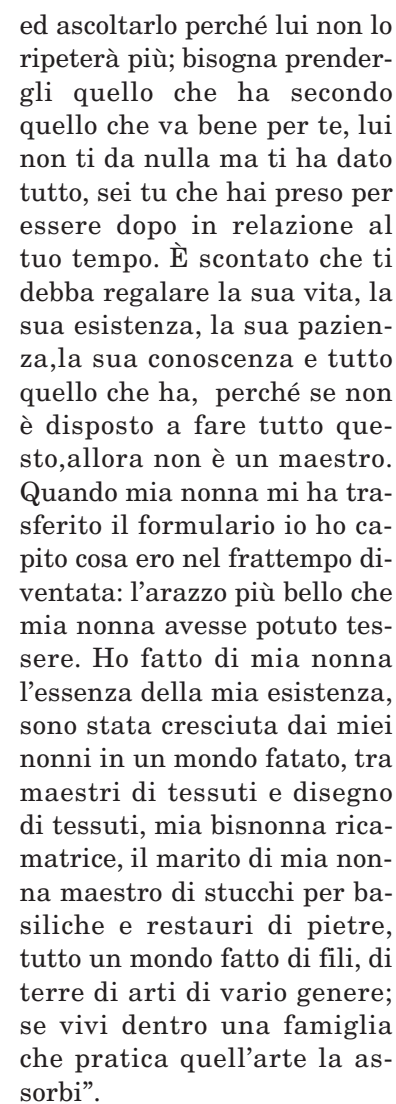 ed ascoltarlo perché lui non lo
ripeterà più; bisogna prender-
gli quello che ha secondo
quello che va bene per te, lui
non ti da nulla ma ti ha dato
tutto, sei tu che hai preso per
essere dopo in relazione al
tuo tempo. È scontato che ti
debba regalare la sua vita, la
sua esistenza, la sua pazien-
za,la sua conoscenza e tutto
quello che ha, perché se non
è disposto a fare tutto que-
sto,allora non è un maestro.
Quando mia nonna mi ha tra-
sferito il formulario io ho ca-
pito cosa ero nel frattempo di-
ventata: l'arazzo più bello che
mia nonna avesse potuto tes-
sere. Ho fatto di mia nonna
l'essenza della mia esistenza,
sono stata cresciuta dai miei
nonni in un mondo fatato, tra
maestri di tessuti e disegno
di tessuti, mia bisnonna rica-
matrice, il marito di mia non-
na maestro di stucchi per ba-
siliche e restauri di pietre,
tutto un mondo fatto di fili, di
terre di arti di vario genere;
se vivi dentro una famiglia
che pratica quell'arte la as-
sorbi”.